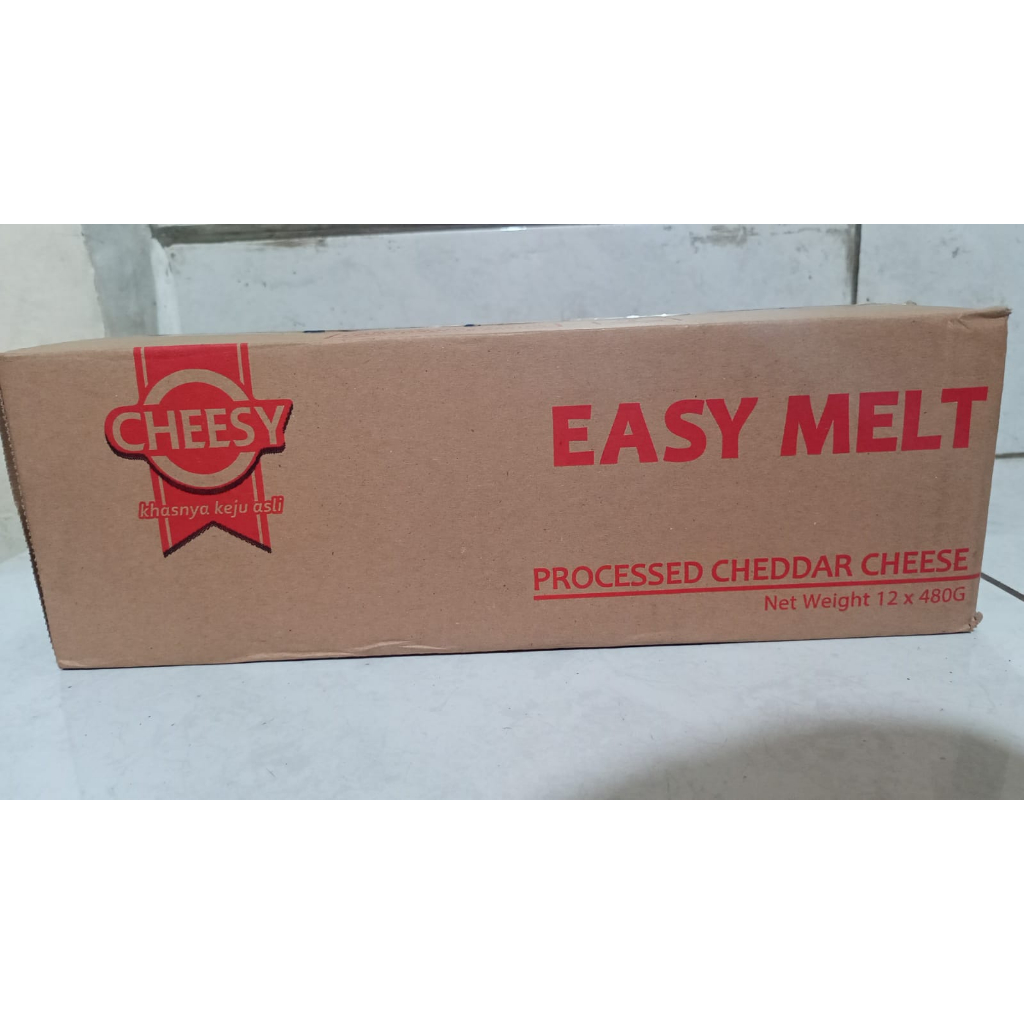 CHEESY
khasnya keju asli
EASY MELT
PROCESSED CHEDDAR CHEESE
Net Weight 12 x 480G